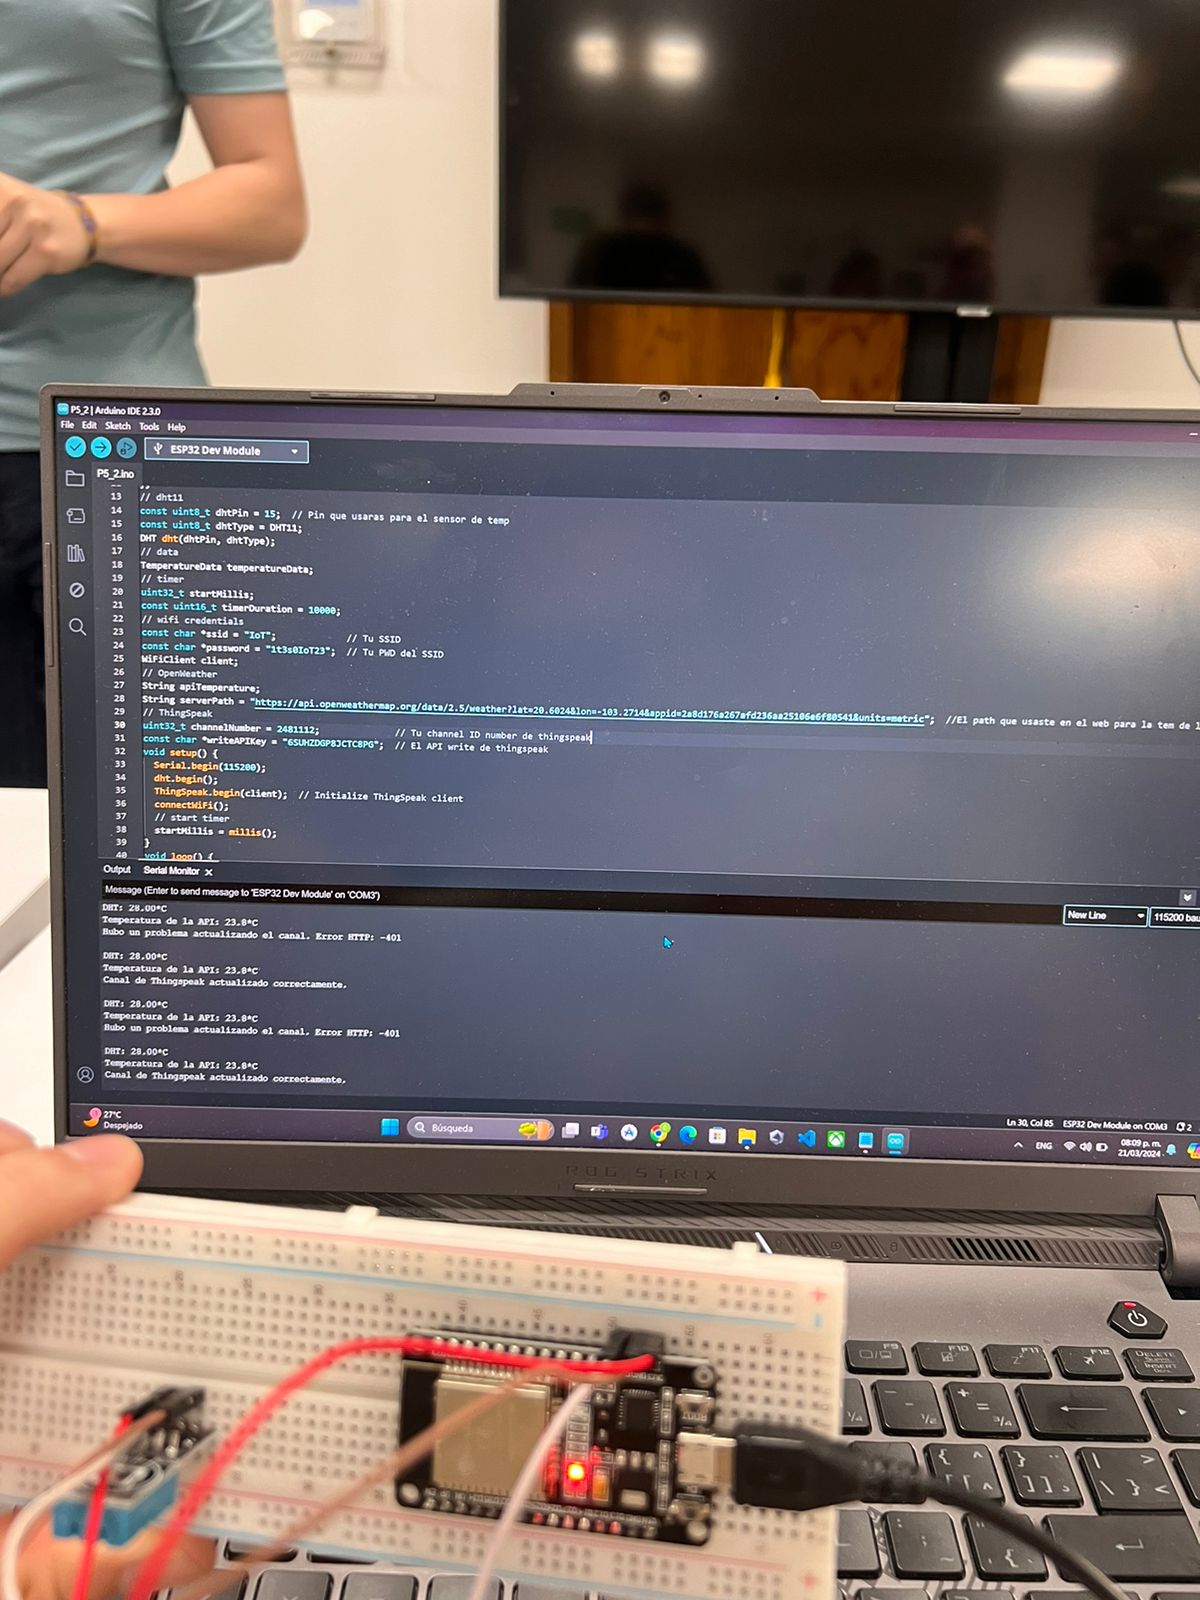 P5_2 | Arduino IDE 2.3.0
File Edit Sketch Tools Help
ESP32 Dev Module
P5_2.ino
13 // dht11
14 const uint8_t dhtPin = 15; // Pin que usaras para el sensor de temp
15 const uint8_t dhtType = DHT11;
16 DHT dht(dhtPin, dhtType);
17 // data
18 TemperatureData temperatureData;
19 // timer
20 uint32_t startMillis;
21 const uint16_t timerDuration = 10000;
22 // wifi credentials
23 const char *ssid = "IoT"; // Tu SSID
24 const char *password = "1t3s0IoT23"; // Tu PWD del SSID
25 WiFiClient client;
26 // OpenWeather
27 String apiTemperature;
28 String serverPath = "https://api.openweathermap.org/data/2.5/weather?lat=20.6024&lon=-103.2714&appid=2a8d176a267afd236aa25106e6f80541&units=metric"; //El path que usaste en el web para la tem de l
29 // ThingSpeak
30 uint32_t channelNumber = 2481112; // Tu channel ID number de thingspeak
31 const char *writeAPIKey = "6SUHZDGP8JCTC8PG"; // El API write de thingspeak
32 void setup() {
33 Serial.begin(115200);
34 dht.begin();
35 ThingSpeak.begin(client); // Initialize ThingSpeak client
36 connectWiFi();
37 // start timer
38 startMillis = millis();
39 }
40 void loop() {
Output Serial Monitor
Message (Enter to send message to 'ESP32 Dev Module' on 'COM3')
New Line 115200 bau
DHT: 28.00°C
Temperatura de la API: 23.8°C
Hubo un problema actualizando el canal. Error HTTP: -401
DHT: 28.00°C
Temperatura de la API: 23.8°C
Canal de Thingspeak actualizado correctamente.
DHT: 28.00°C
Temperatura de la API: 23.8°C
Hubo un problema actualizando el canal. Error HTTP: -401
DHT: 28.00°C
Temperatura de la API: 23.8°C
Canal de Thingspeak actualizado correctamente.
Ln 30, Col 85 ESP32 Dev Module on COM3 2
27°C
Despejado
Búsqueda
ENG
08:09 p. m.
21/03/2024
ROG STRIX
F9
F10
F11
F12
DELETE
INSERT